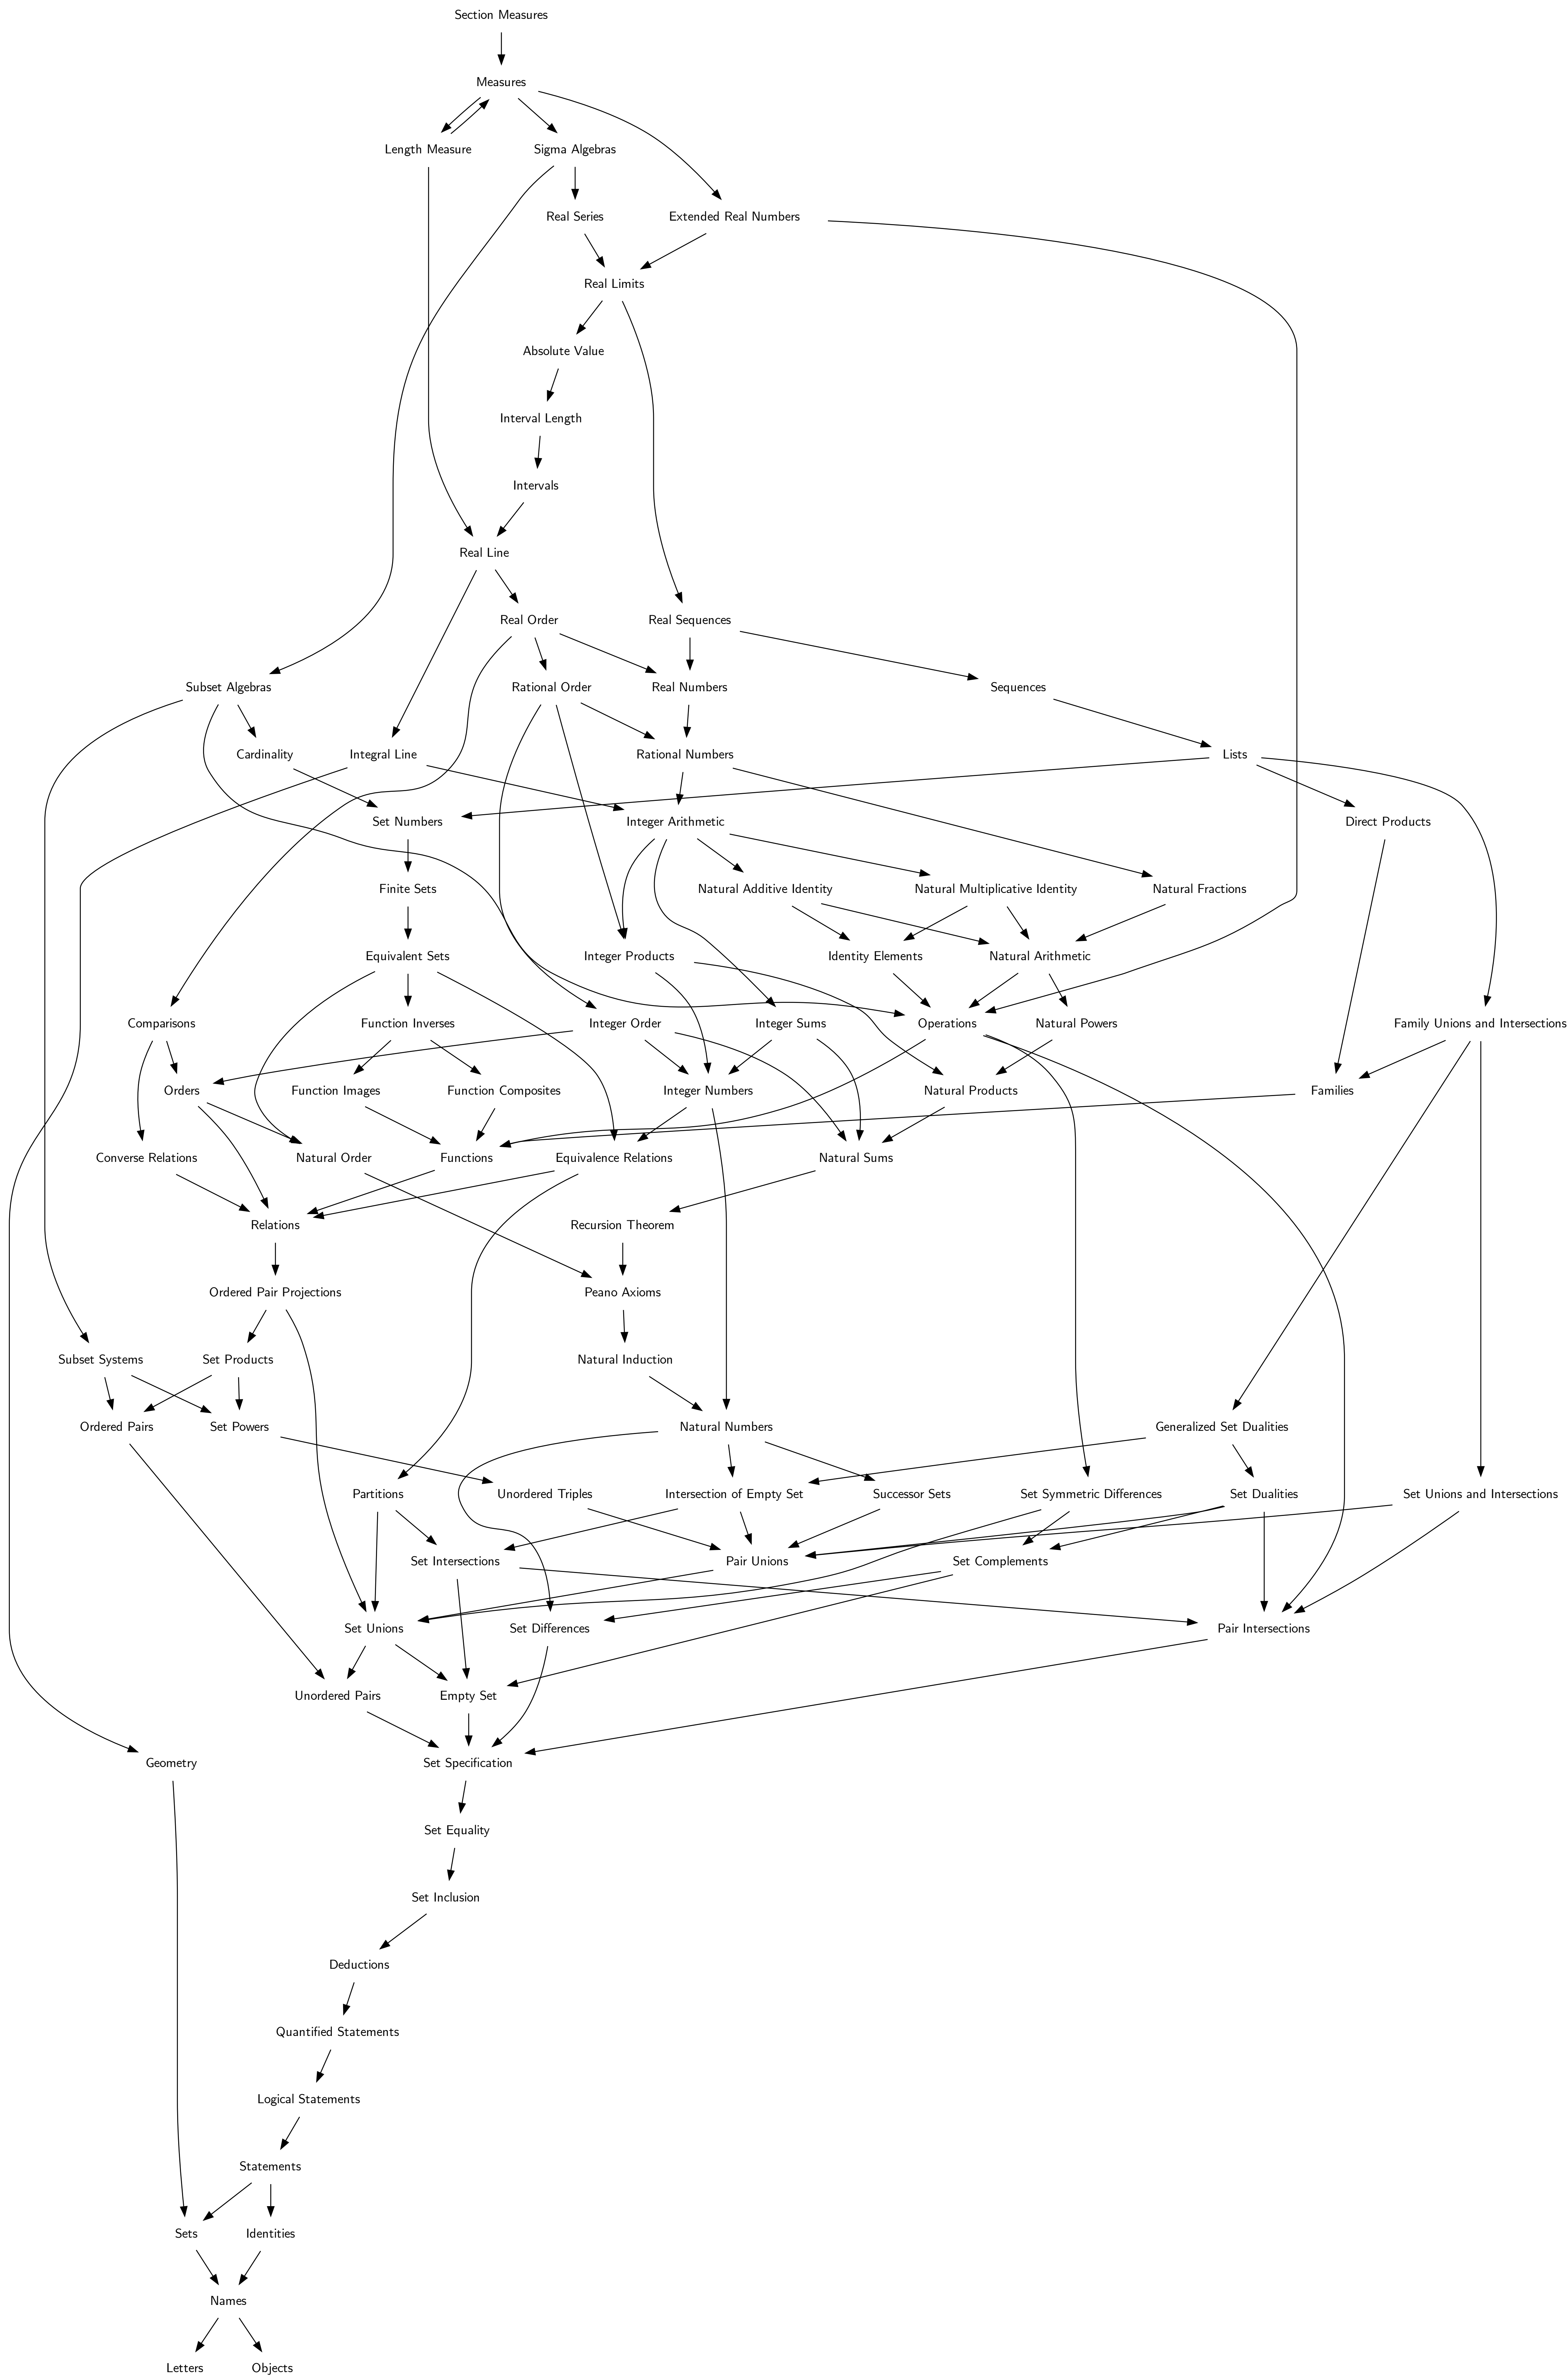 Section Measures
Measures
Length Measure
Sigma Algebras
Real Series
Extended Real Numbers
Real Limits
Absolute Value
Interval Length
Intervals
Real Line
Real Order
Real Sequences
Subset Algebras
Rational Order
Real Numbers
Sequences
Cardinality
Integral Line
Rational Numbers
Lists
Set Numbers
Integer Arithmetic
Direct Products
Finite Sets
Natural Additive Identity
Natural Multiplicative Identity
Natural Fractions
Equivalent Sets
Integer Products
Identity Elements
Natural Arithmetic
Comparisons
Function Inverses
Integer Order
Integer Sums
Operations
Natural Powers
Family Unions and Intersections
Orders
Function Images
Function Composites
Integer Numbers
Natural Products
Families
Converse Relations
Natural Order
Functions
Equivalence Relations
Natural Sums
Relations
Recursion Theorem
Ordered Pair Projections
Peano Axioms
Subset Systems
Set Products
Natural Induction
Ordered Pairs
Set Powers
Natural Numbers
Generalized Set Dualities
Partitions
Unordered Triples
Intersection of Empty Set
Successor Sets
Set Symmetric Differences
Set Dualities
Set Unions and Intersections
Set Intersections
Pair Unions
Set Complements
Set Unions
Set Differences
Pair Intersections
Unordered Pairs
Empty Set
Geometry
Set Specification
Set Equality
Set Inclusion
Deductions
Quantified Statements
Logical Statements
Statements
Sets
Identities
Names
Letters
Objects